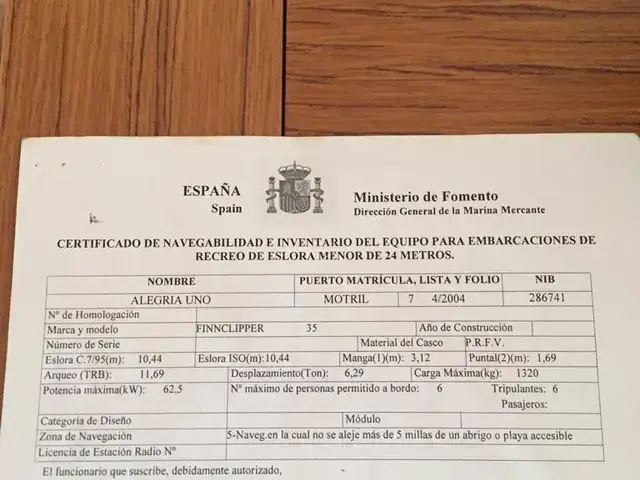 ESPAÑA
Spain
Ministerio de Fomento
Dirección General de la Marina Mercante
CERTIFICADO DE NAVEGABILIDAD E INVENTARIO DEL EQUIPO PARA EMBARCACIONES DE
RECREO DE ESLORA MENOR DE 24 METROS.
NOMBRE PUERTO MATRÍCULA, LISTA Y FOLIO NIB
ALEGRIA UNO MOTRIL 7 4/2004 286741
Nº de Homologación
Marca y modelo FINNCLIPPER 35 Año de Construcción
Número de Serie Material del Casco P.R.F.V.
Eslora C.7/95(m): 10,44 Eslora ISO(m):10,44 Manga(1)(m): 3,12 Puntal(2)(m): 1,69
Arqueo (TRB): 11,69 Desplazamiento(Ton): 6,29 Carga Máxima(kg): 1320
Potencia máxima(kW): 62,5 Nº máximo de personas permitido a bordo: 6 Tripulantes: 6
Pasajeros:
Categoría de Diseño Módulo
Zona de Navegación 5-Naveg.en la cual no se aleje más de 5 millas de un abrigo o playa accesible
Licencia de Estación Radio Nº
El funcionario que suscribe, debidamente autorizado,